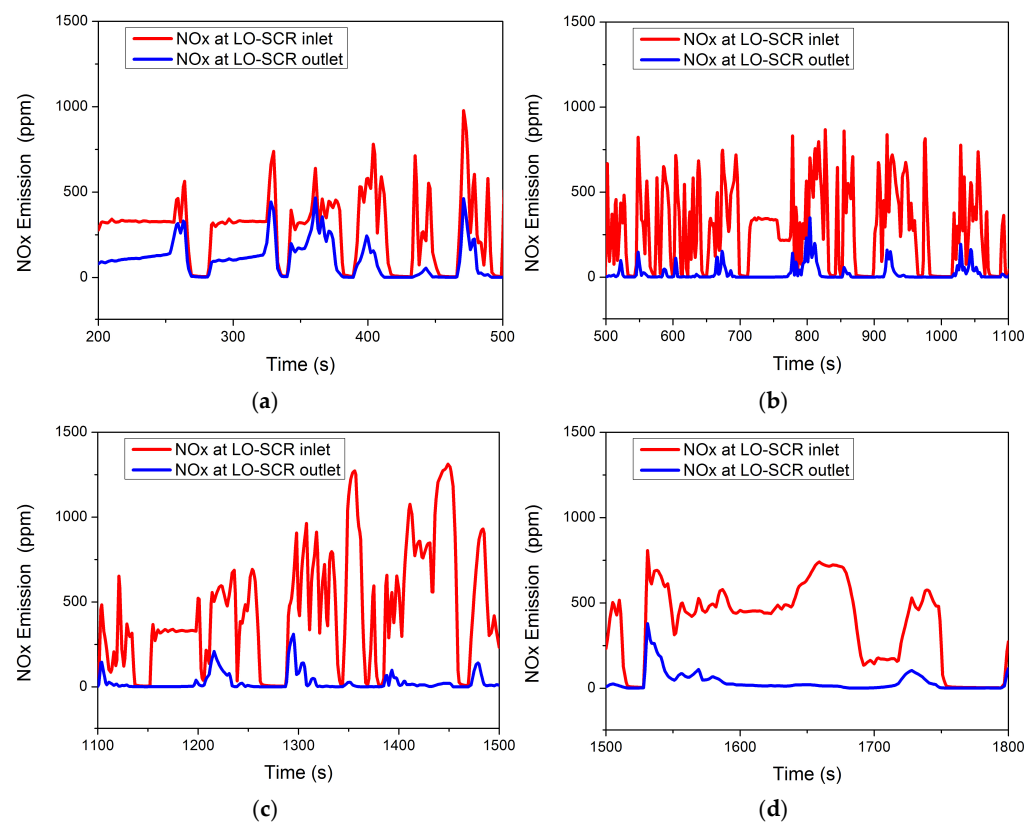 1500
NOx at LO-SCR inlet
NOx at LO-SCR outlet
1000
500
0
NOx Emission (ppm)
200 300 400 500
Time (s)
(a)
1500
NOx at LO-SCR inlet
NOx at LO-SCR outlet
1000
500
0
NOx Emission (ppm)
500 600 700 800 900 1000 1100
Time (s)
(b)
1500
NOx at LO-SCR inlet
NOx at LO-SCR outlet
1000
500
0
NOx Emission (ppm)
1100 1200 1300 1400 1500
Time (s)
(c)
1500
NOx at LO-SCR inlet
NOx at LO-SCR outlet
1000
500
0
NOx Emission (ppm)
1500 1600 1700 1800
Time (s)
(d)